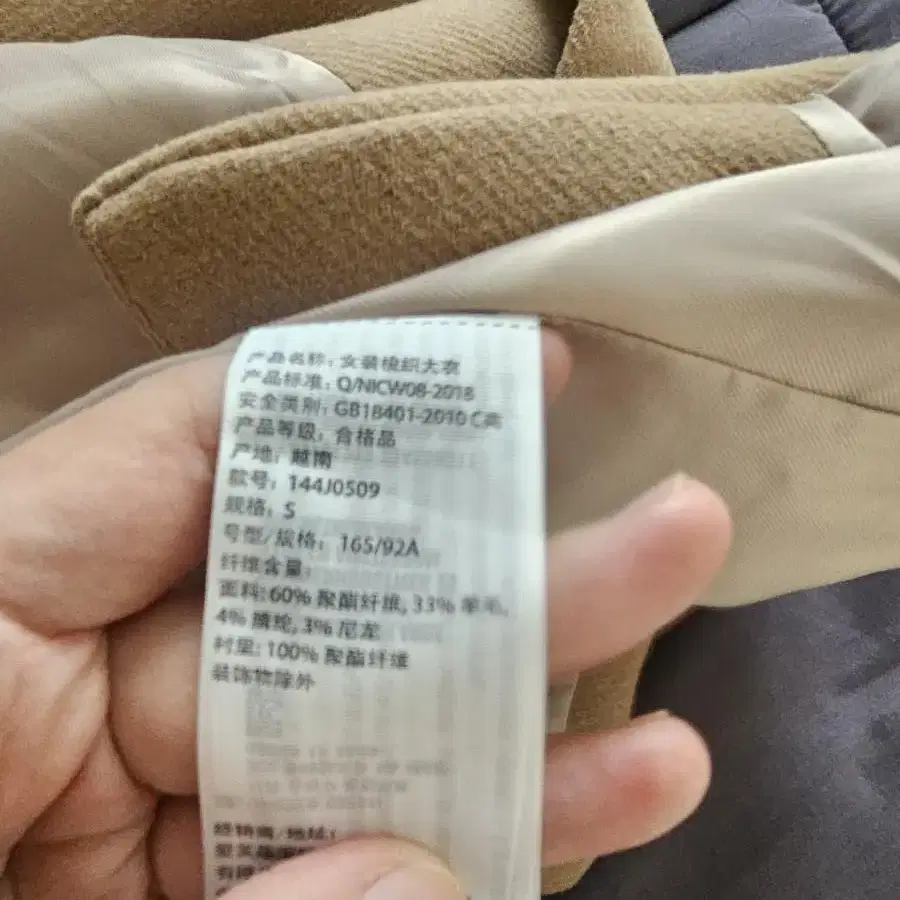 产品名称: 女装梭织大衣
产品标准: Q/NICW08-2018
安全类别: GB18401-2010 C类
产品等级: 合格品
产地: 越南
款号: 144J0509
规格: S
号型/规格: 165/92A
纤维含量:
面料: 60% 聚酯纤维, 33% 羊毛,
4% 腈纶, 3% 尼龙
衬里: 100% 聚酯纤维
装饰物除外
经销商/地址: